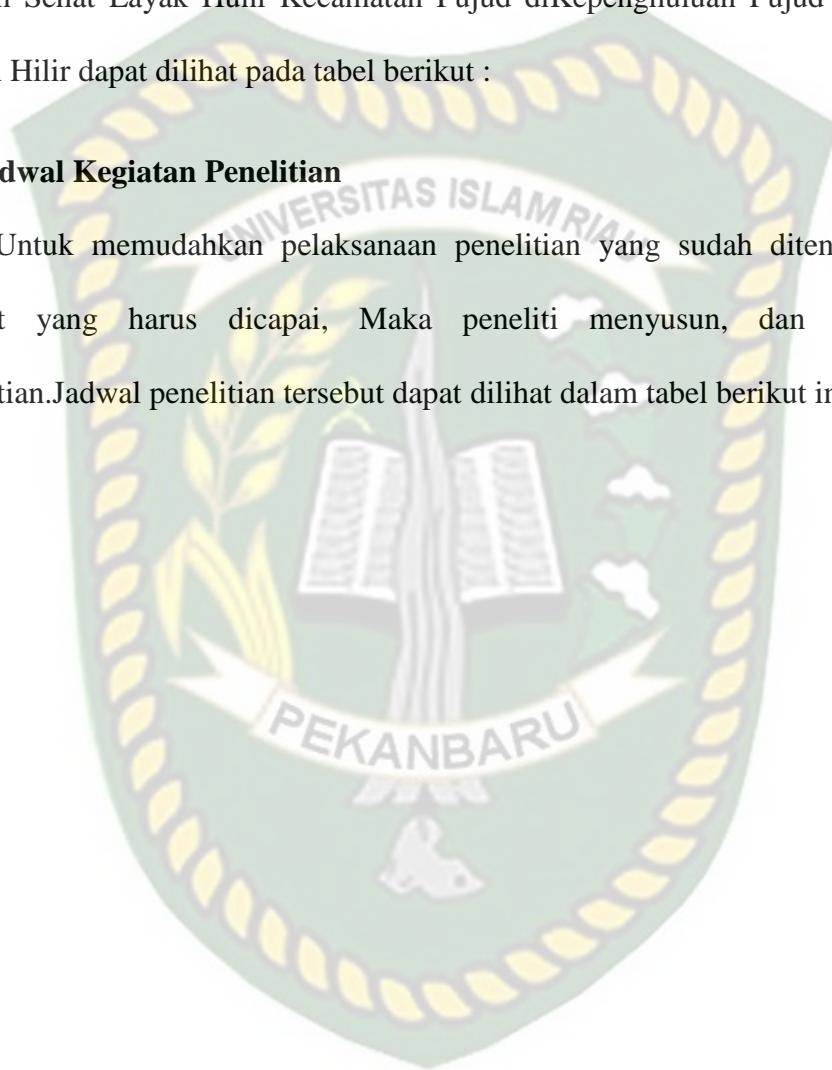 Sehat Layak Huni Kecamatan Pujud diKepenghuluan Pujud
Hilir dapat dilihat pada tabel berikut :
dwal Kegiatan Penelitian
UNIVERSITAS ISLAM RIAU
Untuk memudahkan pelaksanaan penelitian yang sudah diten
t yang harus dicapai, Maka peneliti menyusun, dan
tian.Jadwal penelitian tersebut dapat dilihat dalam tabel berikut in
PEKANBARU